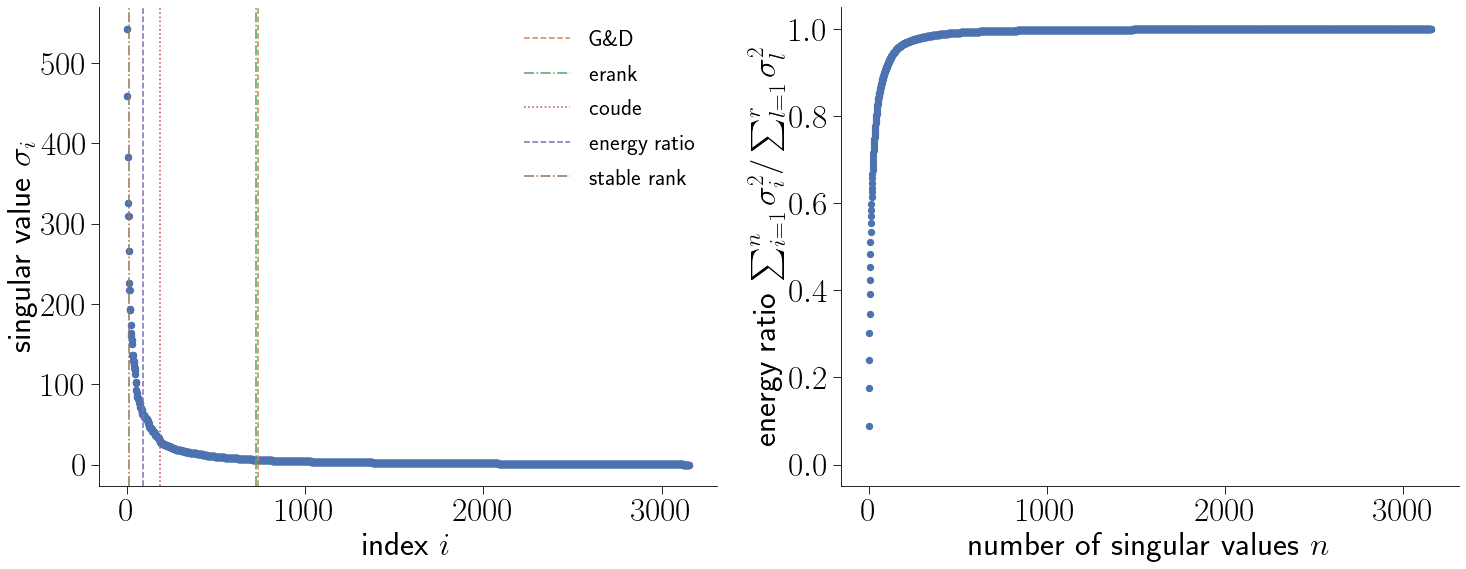 singular value σ_i
500
400
300
200
100
0
0 1000 2000 3000
index i
G&D
erank
coude
energy ratio
stable rank
energy ratio ∑_{i=1}^{n} σ_i^2 / ∑_{l=1}^{r} σ_l^2
1.0
0.8
0.6
0.4
0.2
0.0
0 1000 2000 3000
number of singular values n